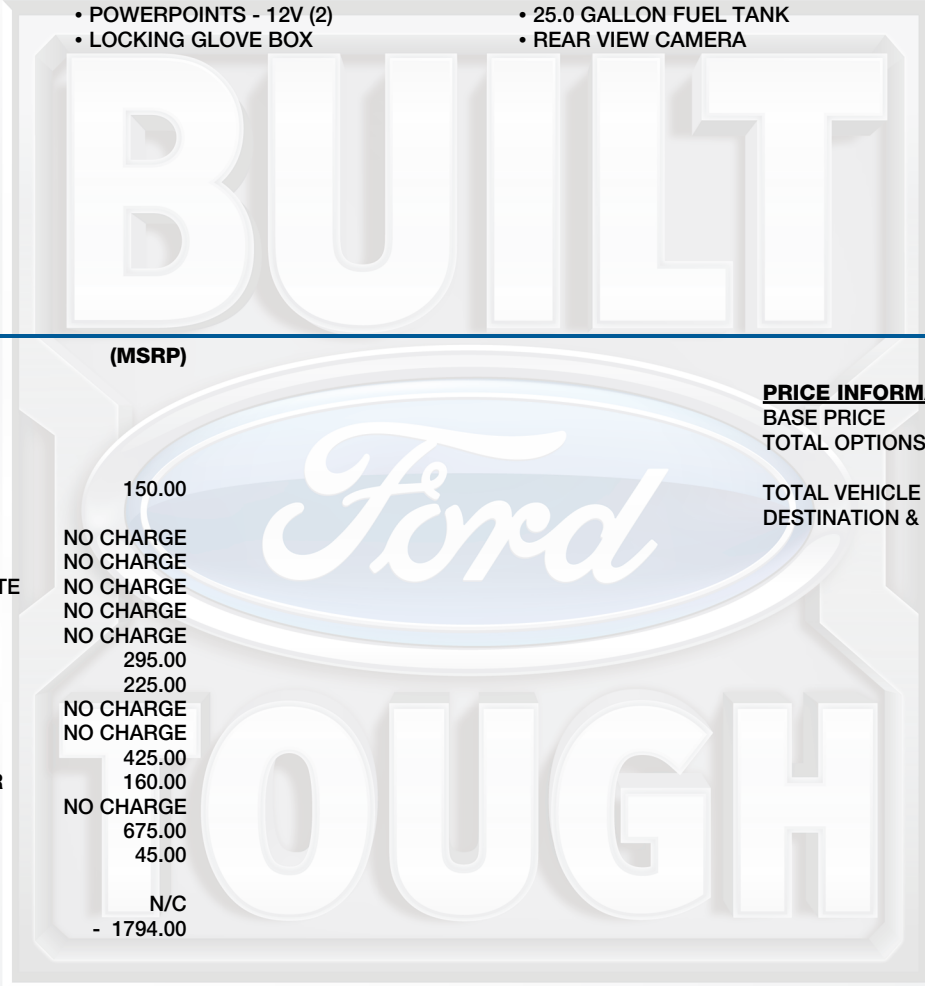 • POWERPOINTS - 12V (2)
• LOCKING GLOVE BOX
• 25.0 GALLON FUEL TANK
• REAR VIEW CAMERA
BUILT
Ford
TOUGH
(MSRP)
150.00
NO CHARGE
NO CHARGE
TE NO CHARGE
NO CHARGE
NO CHARGE
295.00
225.00
NO CHARGE
NO CHARGE
425.00
R 160.00
NO CHARGE
675.00
45.00
N/C
- 1794.00
PRICE INFORM
BASE PRICE
TOTAL OPTIONS
TOTAL VEHICLE
DESTINATION &